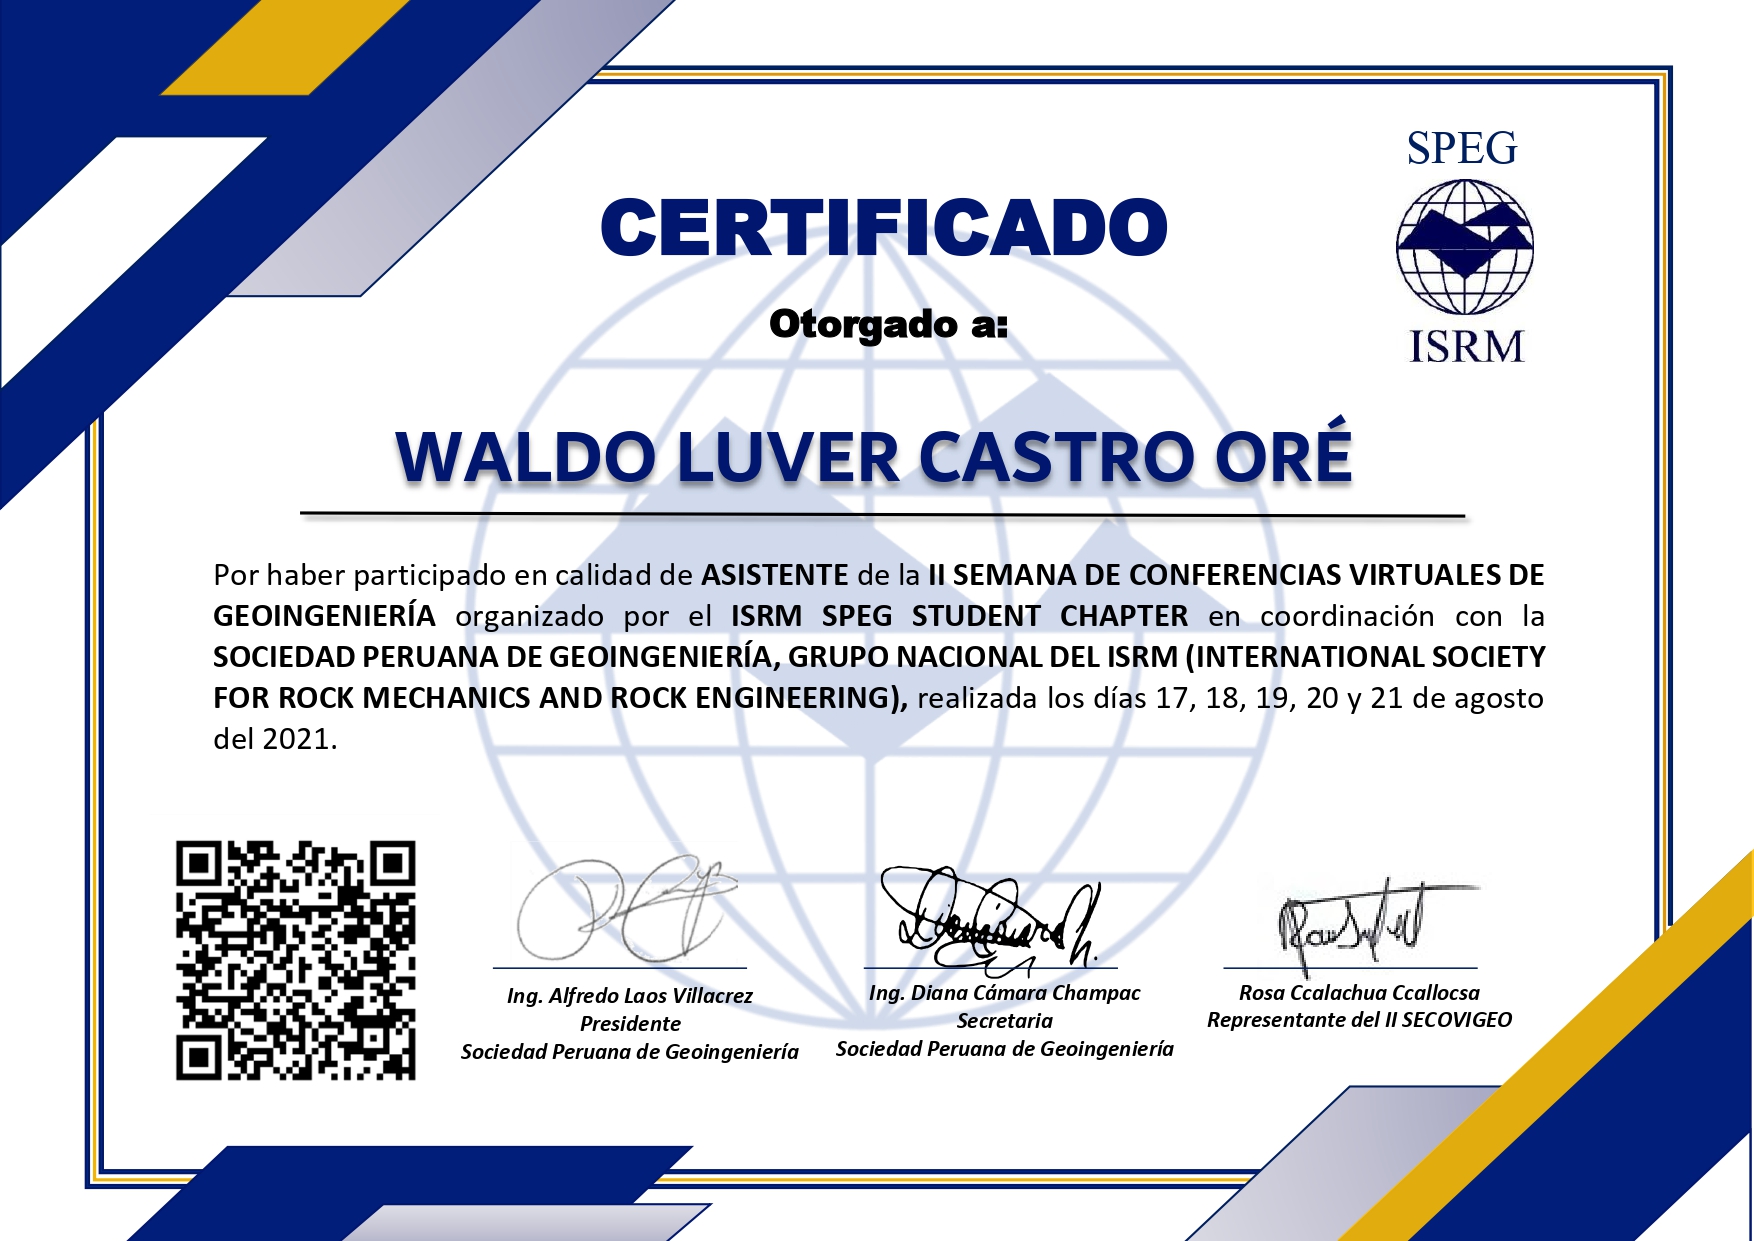 SPEG
ISRM
CERTIFICADO
Otorgado a:
WALDO LUVER CASTRO ORÉ
Por haber participado en calidad de ASISTENTE de la II SEMANA DE CONFERENCIAS VIRTUALES DE
GEOINGENIERÍA organizado por el ISRM SPEG STUDENT CHAPTER en coordinación con la
SOCIEDAD PERUANA DE GEOINGENIERÍA, GRUPO NACIONAL DEL ISRM (INTERNATIONAL SOCIETY
FOR ROCK MECHANICS AND ROCK ENGINEERING), realizada los días 17, 18, 19, 20 y 21 de agosto
del 2021.
Ing. Alfredo Laos Villacrez
Presidente
Sociedad Peruana de Geoingeniería
Ing. Diana Cámara Champac
Secretaria
Sociedad Peruana de Geoingeniería
Rosa Ccalachua Ccallocsa
Representante del II SECOVIGEO